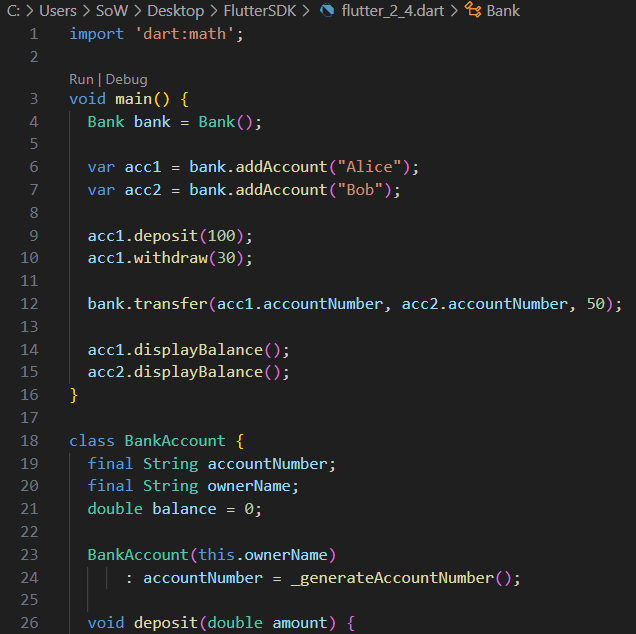 C: > Users > SoW > Desktop > FlutterSDK > flutter_2_4.dart > Bank
1 import 'dart:math';
2
Run | Debug
3 void main() {
4   Bank bank = Bank();
5
6   var acc1 = bank.addAccount("Alice");
7   var acc2 = bank.addAccount("Bob");
8
9   acc1.deposit(100);
10   acc1.withdraw(30);
11
12   bank.transfer(acc1.accountNumber, acc2.accountNumber, 50);
13
14   acc1.displayBalance();
15   acc2.displayBalance();
16 }
17
18 class BankAccount {
19   final String accountNumber;
20   final String ownerName;
21   double balance = 0;
22
23   BankAccount(this.ownerName)
24       : accountNumber = _generateAccountNumber();
25
26   void deposit(double amount) {